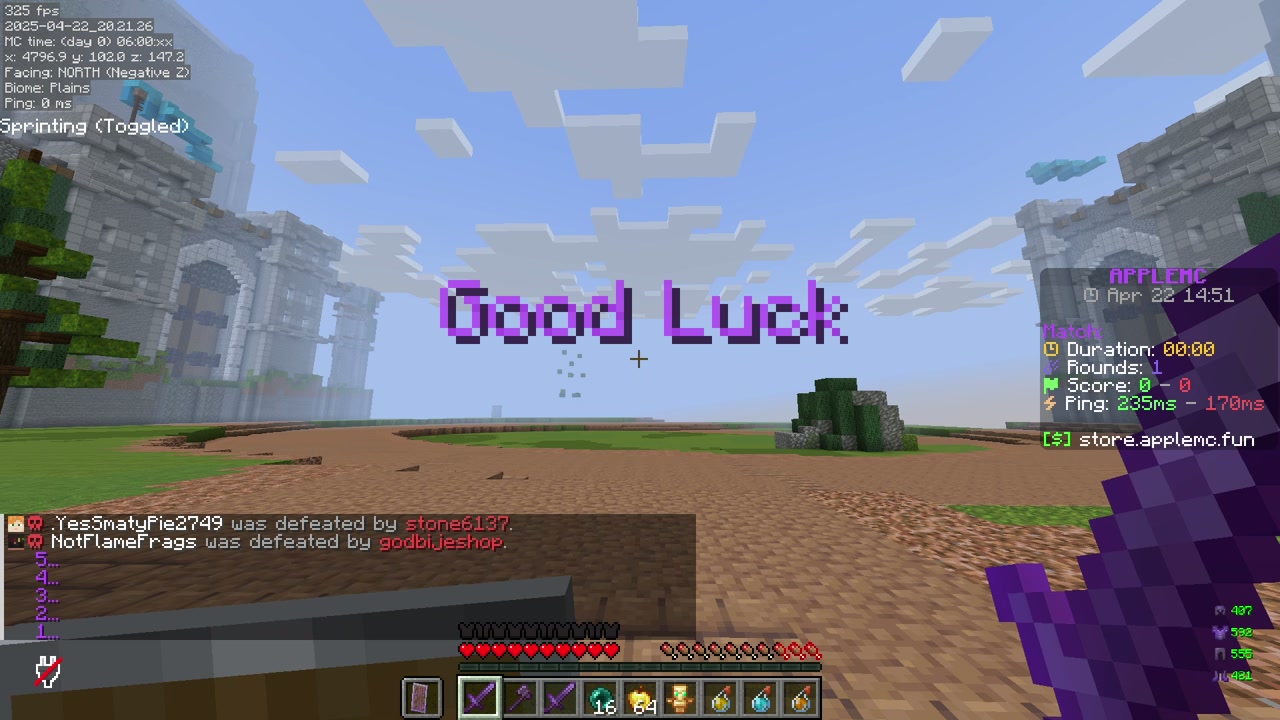 325 fps
2025-04-22_20.21.26
MC time: (day 0) 06:00:xx
x: 4796.9 y: 102.0 z: 147.2
Facing: NORTH (Negative Z)
Biome: Plains
Ping: 0 ms
Sprinting (Toggled)
Good Luck
APPLEMC
Apr 22 14:51
Match:
Duration: 00:00
Rounds: 1
Score: 0 - 0
Ping: 235ms - 170ms
[$] store.applemc.fun
.YesSmatyPie2749 was defeated by stone6137.
NotFlameFrags was defeated by godbijeshop.
5...
4...
3...
2...
1...
407
592
555
431
16
64